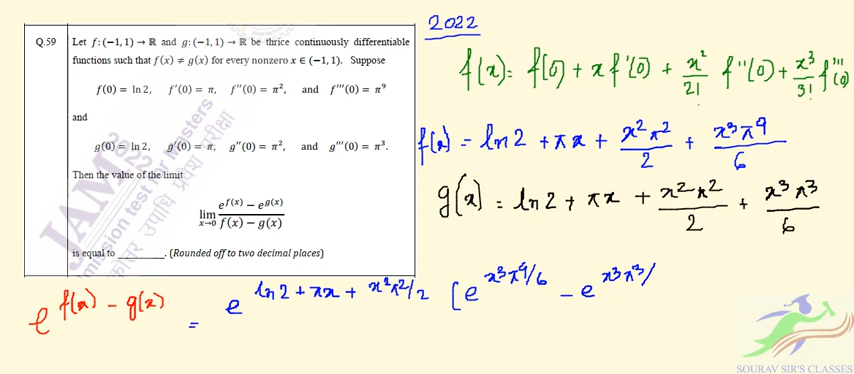 2022
Q.59 Let f: (−1, 1) → ℝ and g: (−1, 1) → ℝ be thrice continuously differentiable
functions such that f(x) ≠ g(x) for every nonzero x ∈ (−1, 1). Suppose
f(0) = ln 2, f′(0) = π, f″(0) = π², and f‴(0) = π⁹
and
g(0) = ln 2, g′(0) = π, g″(0) = π², and g‴(0) = π³.
Then the value of the limit
lim x→0 (e^f(x) − e^g(x)) / (f(x) − g(x))
is equal to ________. (Rounded off to two decimal places)
f(x) = f(0) + x f'(0) + x²/2! f''(0) + x³/3! f'''(0)
f(x) = ln 2 + πx + x²π²/2 + x³π⁹/6
g(x) = ln 2 + πx + x²π²/2 + x³π³/6
e^f(x) − g(x) = e^ln 2 + πx + x²π²/2 [e^x³π⁹/6 − e^x³π³/
SOURAV SIR'S CLASSES